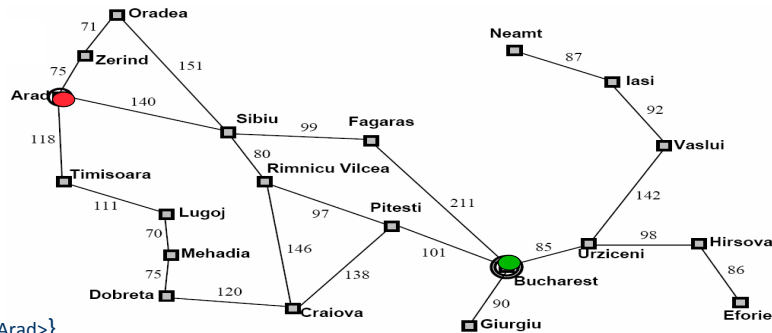 Oradea
71
Neamt
Zerind
87
151
75
Iasi
Arad
140
92
Sibiu
Fagaras
99
118
Vaslui
80
Timisoara
Rimnicu Vilcea
142
111
211
Lugoj
97
Pitesti
70
98
Hirsova
146
101
85
Mehadia
Urziceni
138
86
75
Bucharest
Dobreta
120
90
Craiova
Eforie
Giurgiu
Arad>}